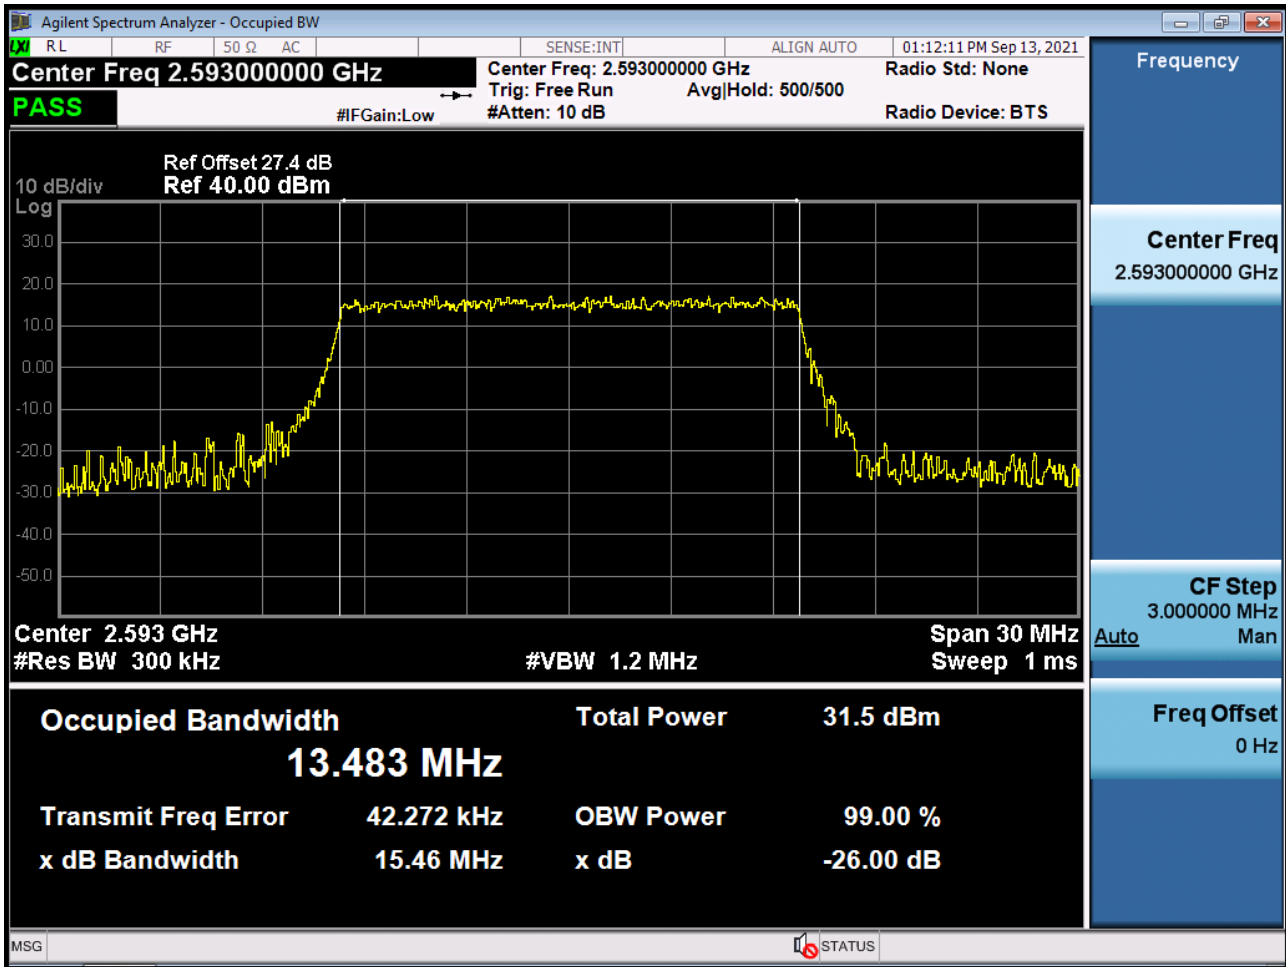 Agilent Spectrum Analyzer - Occupied BW
LXI RL RF 50 Ω AC SENSE:INT ALIGN AUTO 01:12:11 PM Sep 13, 2021
Center Freq 2.593000000 GHz
Center Freq: 2.593000000 GHz
Radio Std: None
Trig: Free Run Avg|Hold: 500/500
PASS
#IFGain:Low
#Atten: 10 dB
Radio Device: BTS
Ref Offset 27.4 dB
10 dB/div Ref 40.00 dBm
Log
30.0
20.0
10.0
0.00
-10.0
-20.0
-30.0
-40.0
-50.0
Center 2.593 GHz Span 30 MHz
#Res BW 300 kHz #VBW 1.2 MHz Sweep 1 ms
Occupied Bandwidth Total Power 31.5 dBm
13.483 MHz
Transmit Freq Error 42.272 kHz OBW Power 99.00 %
x dB Bandwidth 15.46 MHz x dB -26.00 dB
MSG STATUS
Frequency
Center Freq
2.593000000 GHz
CF Step
3.000000 MHz
Auto Man
Freq Offset
0 Hz